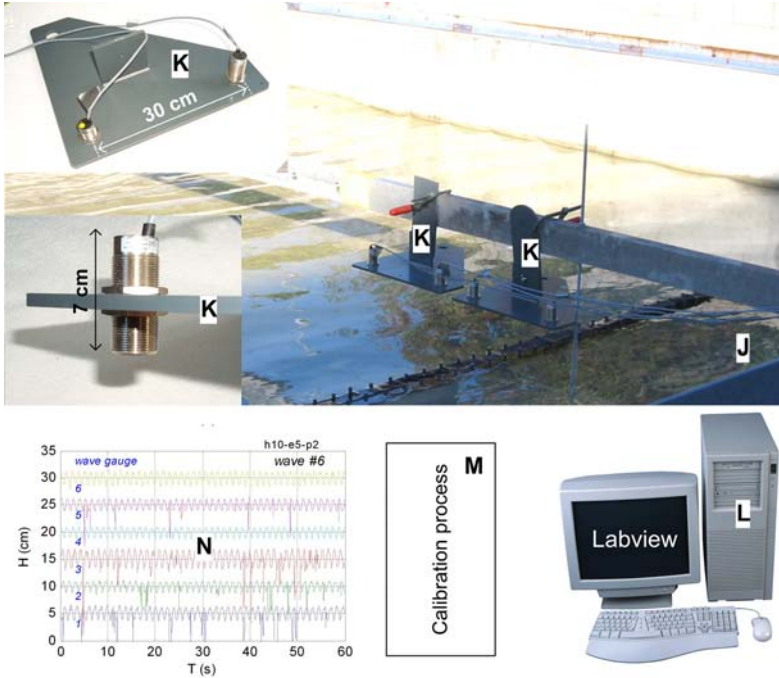 K
30 cm
K
7 cm
K
K
J
h10-e5-p2
wave gauge
wave #6
6
5
4
3
2
1
N
H (cm)
35
30
25
20
15
10
5
0
0
10
20
30
40
50
60
T (s)
Calibration process
M
Labview
L